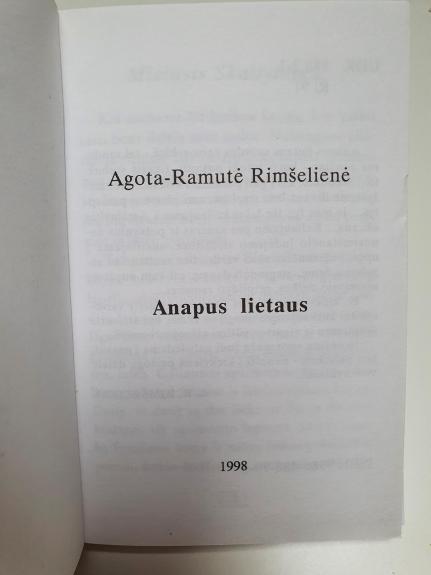 Agota-Ramutė Rimšelienė
Anapus lietaus
1998